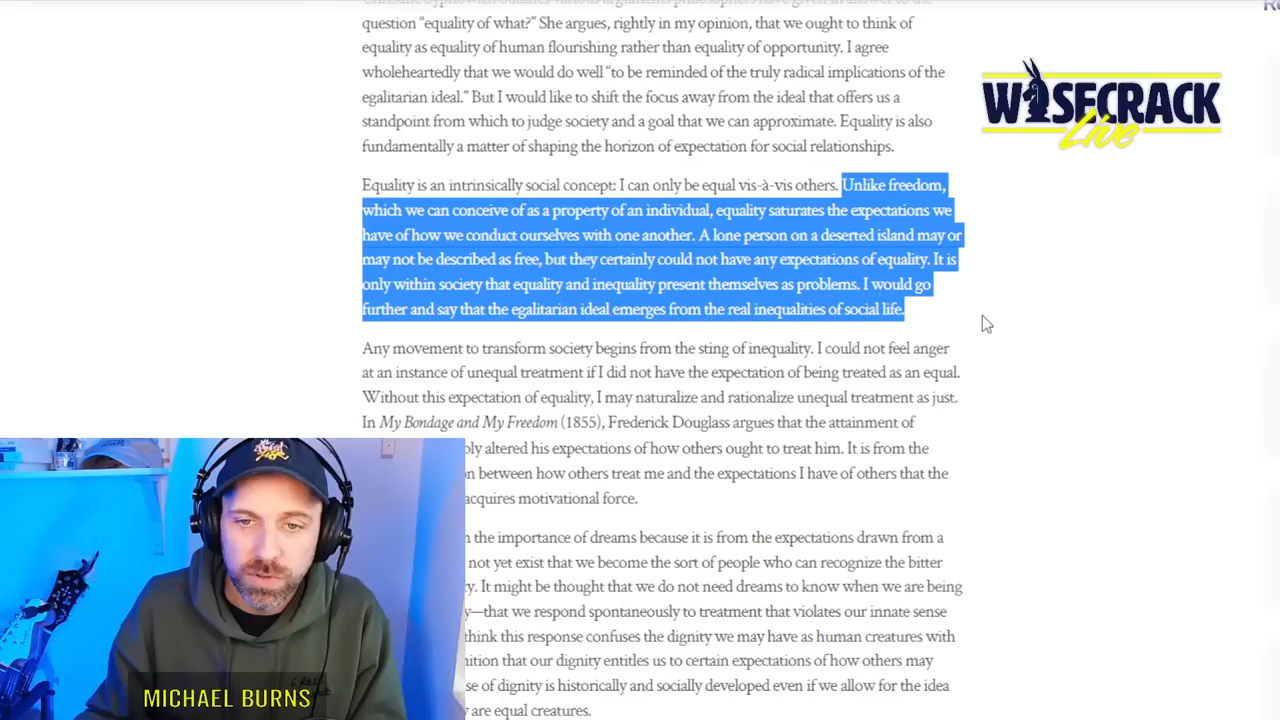 question “equality of what?” She argues, rightly in my opinion, that we ought to think of
equality as equality of human flourishing rather than equality of opportunity. I agree
wholeheartedly that we would do well “to be reminded of the truly radical implications of the
egalitarian ideal.” But I would like to shift the focus away from the ideal that offers us a
standpoint from which to judge society and a goal that we can approximate. Equality is also
fundamentally a matter of shaping the horizon of expectation for social relationships.
Equality is an intrinsically social concept: I can only be equal vis-à-vis others. Unlike freedom,
which we can conceive of as a property of an individual, equality saturates the expectations we
have of how we conduct ourselves with one another. A lone person on a deserted island may or
may not be described as free, but they certainly could not have any expectations of equality. It is
only within society that equality and inequality present themselves as problems. I would go
further and say that the egalitarian ideal emerges from the real inequalities of social life.
Any movement to transform society begins from the sting of inequality. I could not feel anger
at an instance of unequal treatment if I did not have the expectation of being treated as an equal.
Without this expectation of equality, I may naturalize and rationalize unequal treatment as just.
In My Bondage and My Freedom (1855), Frederick Douglass argues that the attainment of
altered his expectations of how others ought to treat him. It is from the
between how others treat me and the expectations I have of others that the
acquires motivational force.
the importance of dreams because it is from the expectations drawn from a
not yet exist that we become the sort of people who can recognize the bitter
It might be thought that we do not need dreams to know when we are being
—that we respond spontaneously to treatment that violates our innate sense
think this response confuses the dignity we may have as human creatures with
that our dignity entitles us to certain expectations of how others may
of dignity is historically and socially developed even if we allow for the idea
are equal creatures.
WISECRACK
Live
MICHAEL BURNS